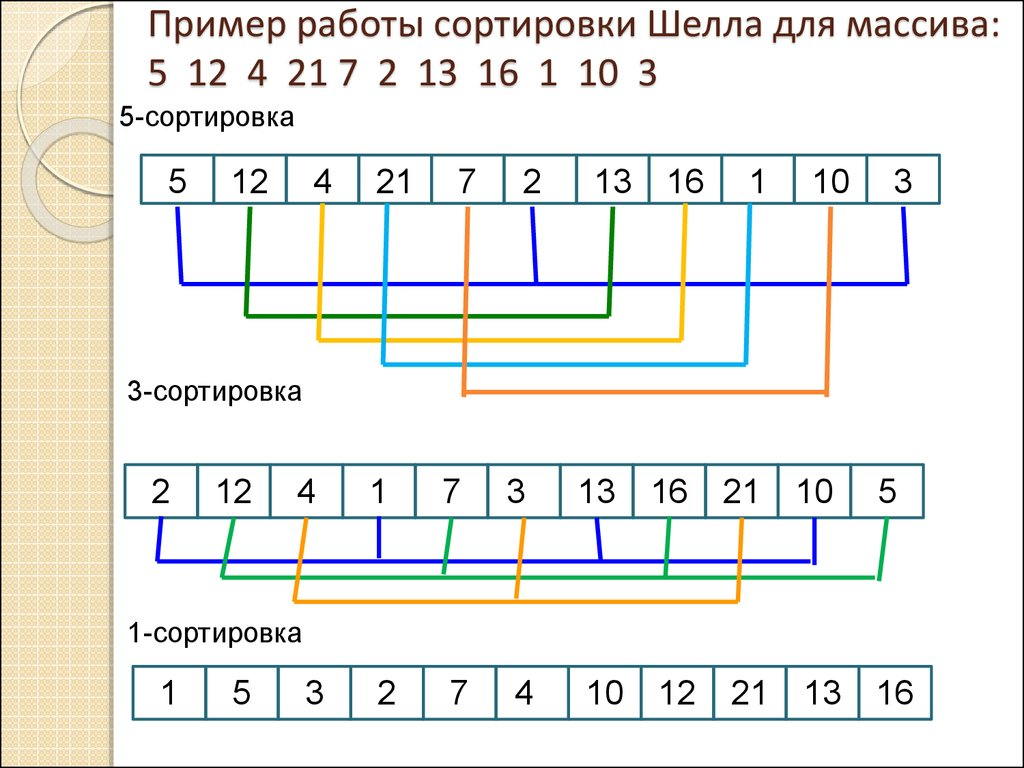 Пример работы сортировки Шелла для массива:
5 12 4 21 7 2 13 16 1 10 3
5-сортировка
5 12 4 21 7 2 13 16 1 10 3
3-сортировка
2 12 4 1 7 3 13 16 21 10 5
1-сортировка
1 5 3 2 7 4 10 12 21 13 16